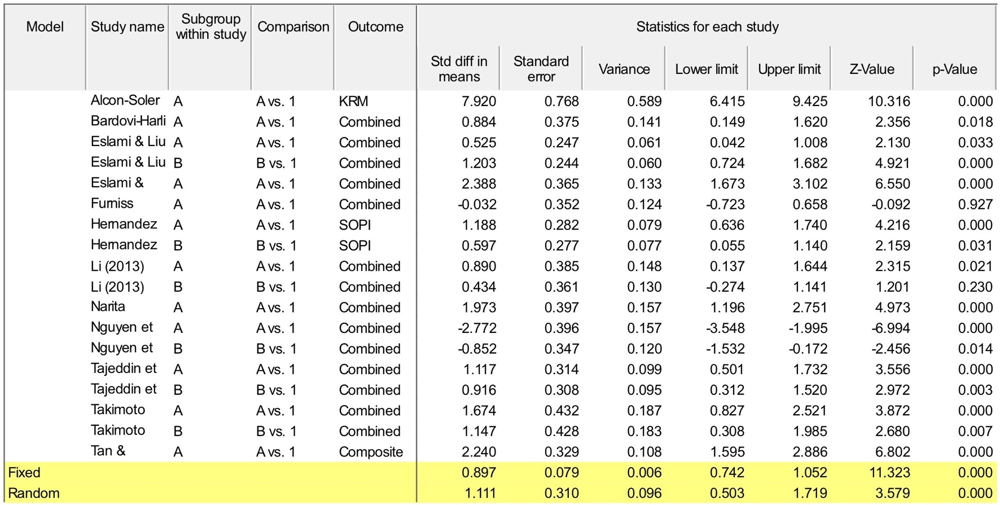 Model Study name Subgroup within study Comparison Outcome Statistics for each study
Std diff in means Standard error Variance Lower limit Upper limit Z-Value p-Value
Alcon-Soler A A vs. 1 KRM 7.920 0.768 0.589 6.415 9.425 10.316 0.000
Bardovi-Harli A A vs. 1 Combined 0.884 0.375 0.141 0.149 1.620 2.356 0.018
Eslami & Liu A A vs. 1 Combined 0.525 0.247 0.061 0.042 1.008 2.130 0.033
Eslami & Liu B B vs. 1 Combined 1.203 0.244 0.060 0.724 1.682 4.921 0.000
Eslami & A A vs. 1 Combined 2.388 0.365 0.133 1.673 3.102 6.550 0.000
Furniss A A vs. 1 Combined -0.032 0.352 0.124 -0.723 0.658 -0.092 0.927
Hernandez A A vs. 1 SOPI 1.188 0.282 0.079 0.636 1.740 4.216 0.000
Hernandez B B vs. 1 SOPI 0.597 0.277 0.077 0.055 1.140 2.159 0.031
Li (2013) A A vs. 1 Combined 0.890 0.385 0.148 0.137 1.644 2.315 0.021
Li (2013) B B vs. 1 Combined 0.434 0.361 0.130 -0.274 1.141 1.201 0.230
Narita A A vs. 1 Combined 1.973 0.397 0.157 1.196 2.751 4.973 0.000
Nguyen et A A vs. 1 Combined -2.772 0.396 0.157 -3.548 -1.995 -6.994 0.000
Nguyen et B B vs. 1 Combined -0.852 0.347 0.120 -1.532 -0.172 -2.456 0.014
Tajeddin et A A vs. 1 Combined 1.117 0.314 0.099 0.501 1.732 3.556 0.000
Tajeddin et B B vs. 1 Combined 0.916 0.308 0.095 0.312 1.520 2.972 0.003
Takimoto A A vs. 1 Combined 1.674 0.432 0.187 0.827 2.521 3.872 0.000
Takimoto B B vs. 1 Combined 1.147 0.428 0.183 0.308 1.985 2.680 0.007
Tan & A A vs. 1 Composite 2.240 0.329 0.108 1.595 2.886 6.802 0.000
Fixed 0.897 0.079 0.006 0.742 1.052 11.323 0.000
Random 1.111 0.310 0.096 0.503 1.719 3.579 0.000